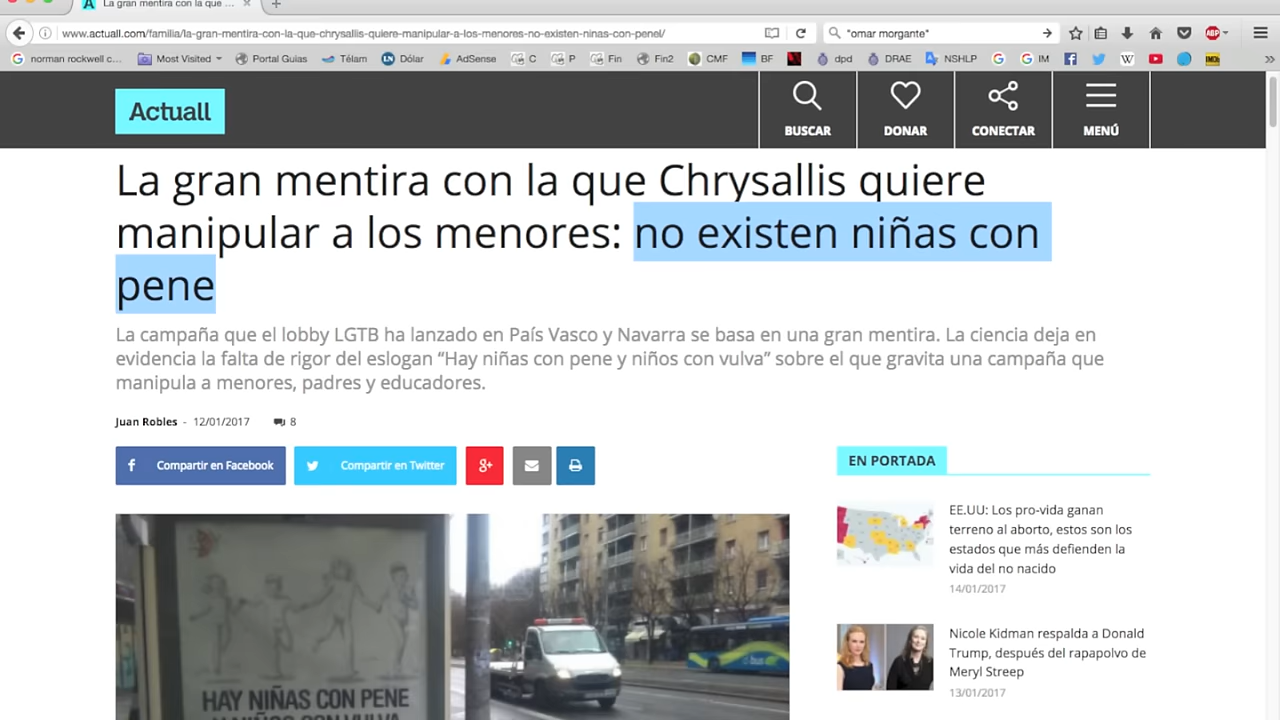 La gran mentira con la que ...
www.actuall.com/familia/la-gran-mentira-con-la-que-chrysallis-quiere-manipular-a-los-menores-no-existen-ninas-con-pene/
"omar morgante"
norman rockwell c... Most Visited Portal Guias Télam Dólar AdSense C P Fin Fin2 CMF BF dpd DRAE NSHLP IM
Actuall
BUSCAR DONAR CONECTAR MENÚ
La gran mentira con la que Chrysallis quiere
manipular a los menores: no existen niñas con
pene
La campaña que el lobby LGTB ha lanzado en País Vasco y Navarra se basa en una gran mentira. La ciencia deja en
evidencia la falta de rigor del eslogan “Hay niñas con pene y niños con vulva” sobre el que gravita una campaña que
manipula a menores, padres y educadores.
Juan Robles - 12/01/2017 8
Compartir en Facebook Compartir en Twitter
EN PORTADA
EE.UU: Los pro-vida ganan
terreno al aborto, estos son los
estados que más defienden la
vida del no nacido
14/01/2017
Nicole Kidman respalda a Donald
Trump, después del rapapolvo de
Meryl Streep
13/01/2017
HAY NIÑAS CON PENE
Y NIÑOS CON VULVA